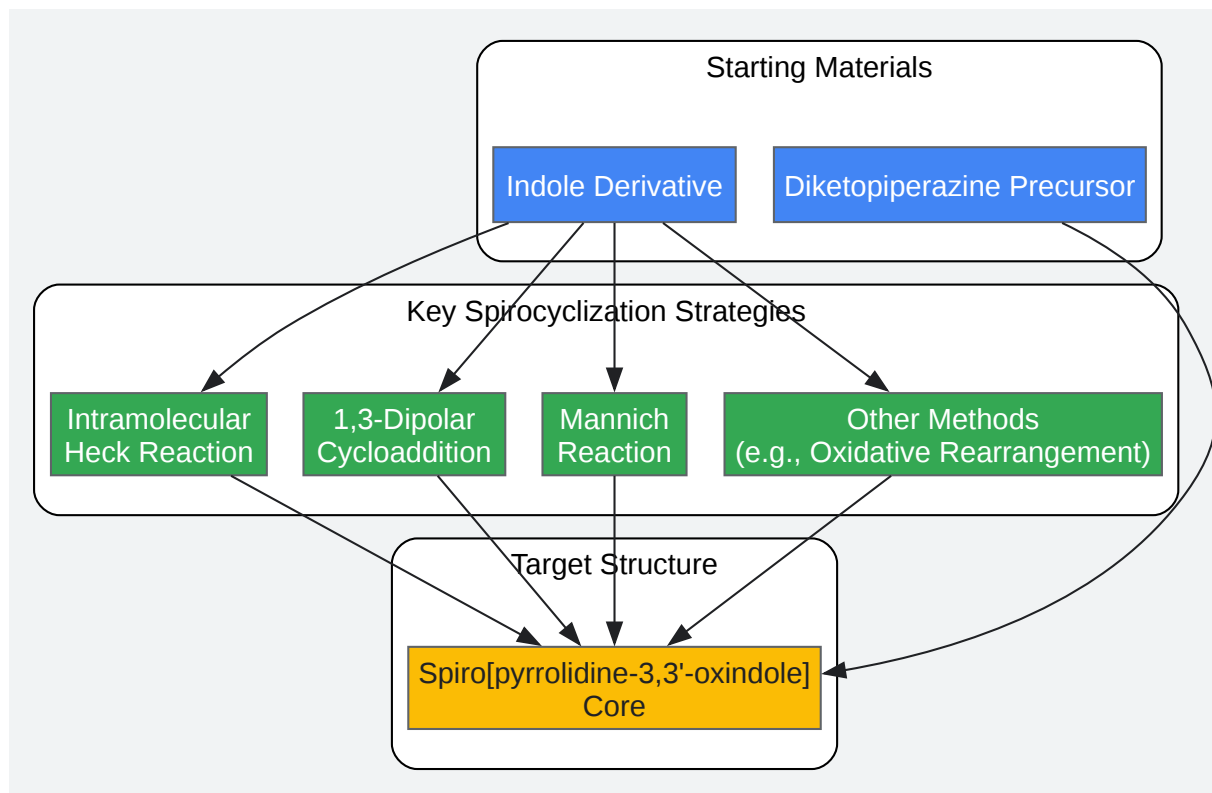 Starting Materials
Indole Derivative
Diketopiperazine Precursor
Key Spirocyclization Strategies
Intramolecular
Heck Reaction
1,3-Dipolar
Cycloaddition
Mannich
Reaction
Other Methods
(e.g., Oxidative Rearrangement)
Target Structure
Spiro[pyrrolidine-3,3'-oxindole]
Core